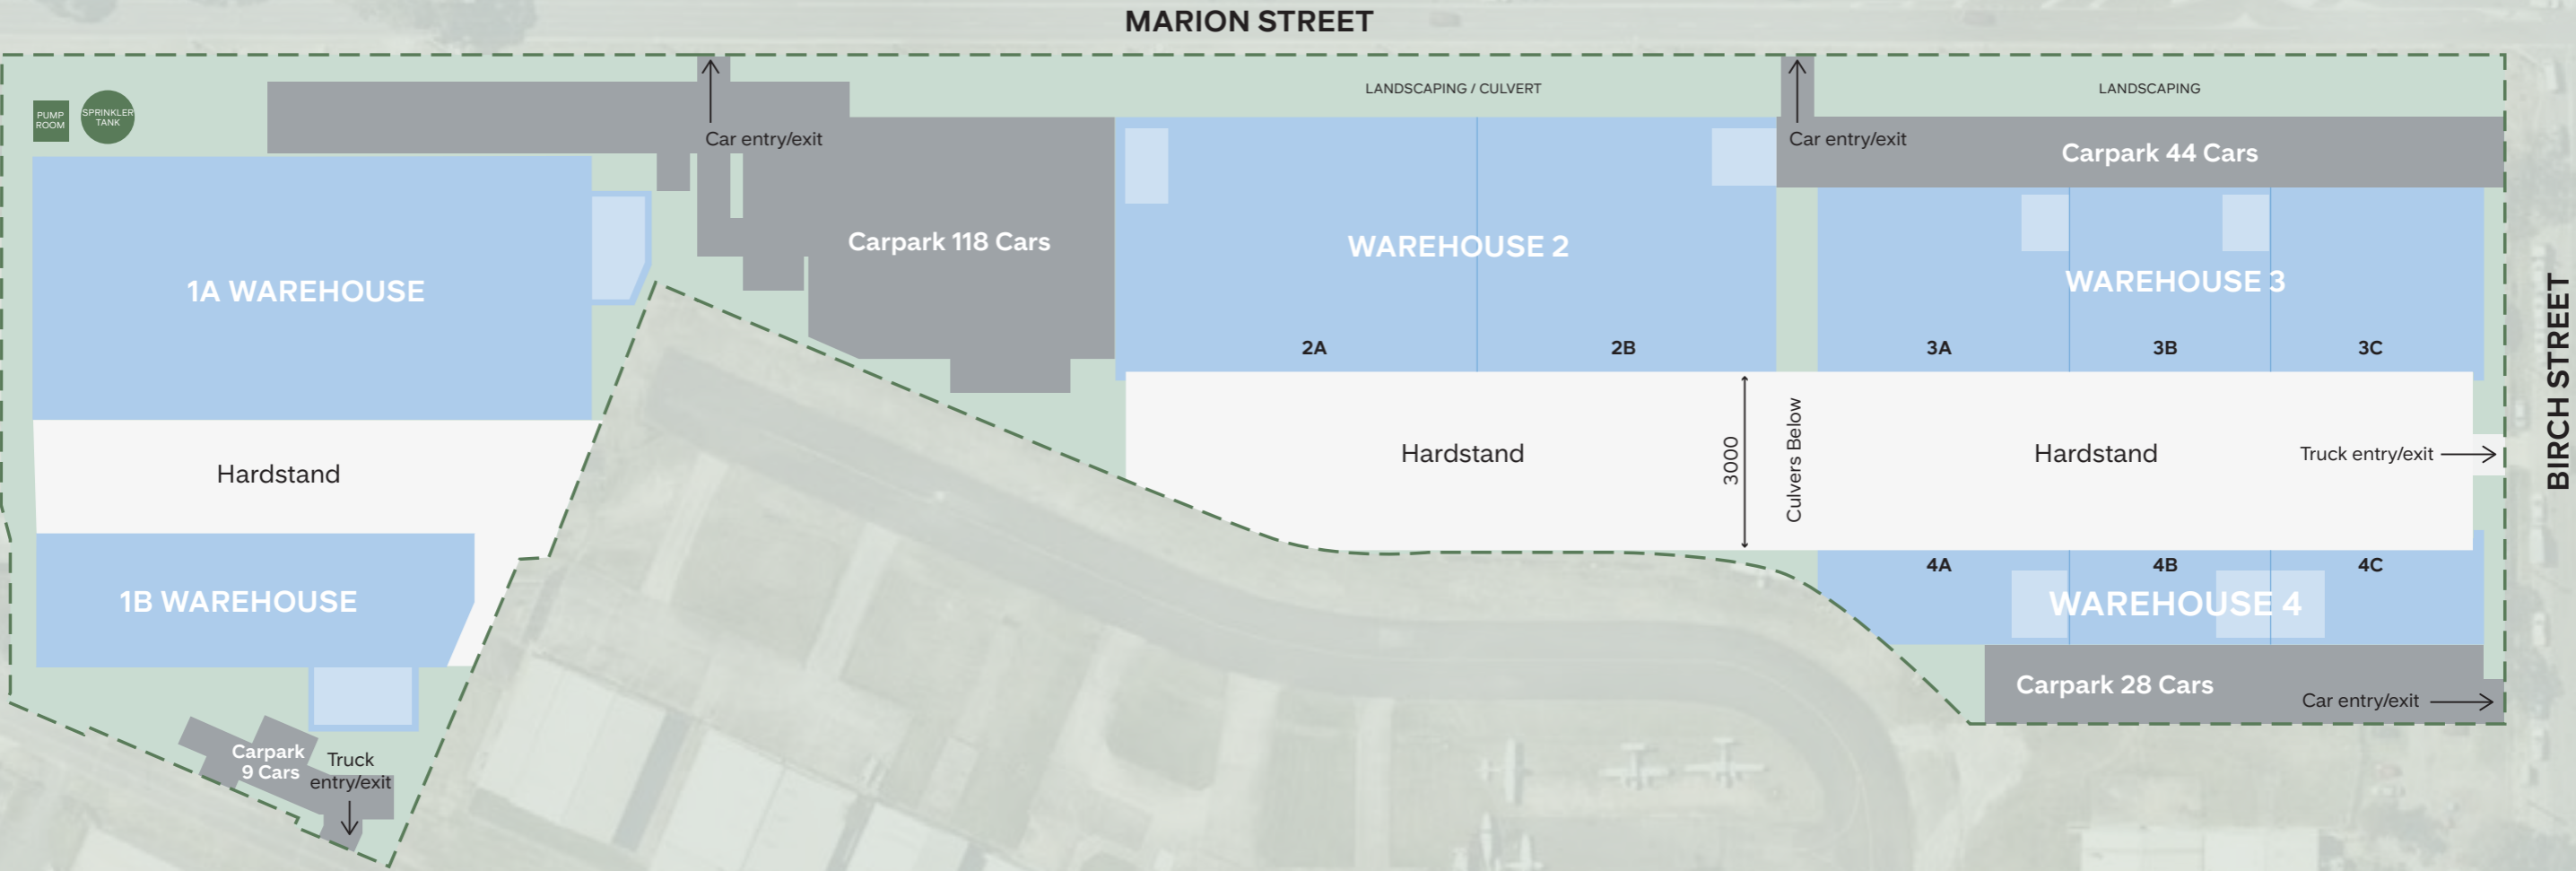 MARION STREET
LANDSCAPING / CULVERT
LANDSCAPING
PUMP
ROOM
SPRINKLER
TANK
Car entry/exit
Car entry/exit
Carpark 44 Cars
Carpark 118 Cars
WAREHOUSE 2
WAREHOUSE 3
1A WAREHOUSE
2A
2B
3A
3B
3C
BIRCH STREET
Hardstand
Hardstand
3000
Culvers Below
Hardstand
Truck entry/exit
4A
4B
4C
1B WAREHOUSE
WAREHOUSE 4
Carpark 28 Cars
Car entry/exit
Carpark
9 Cars
Truck
entry/exit